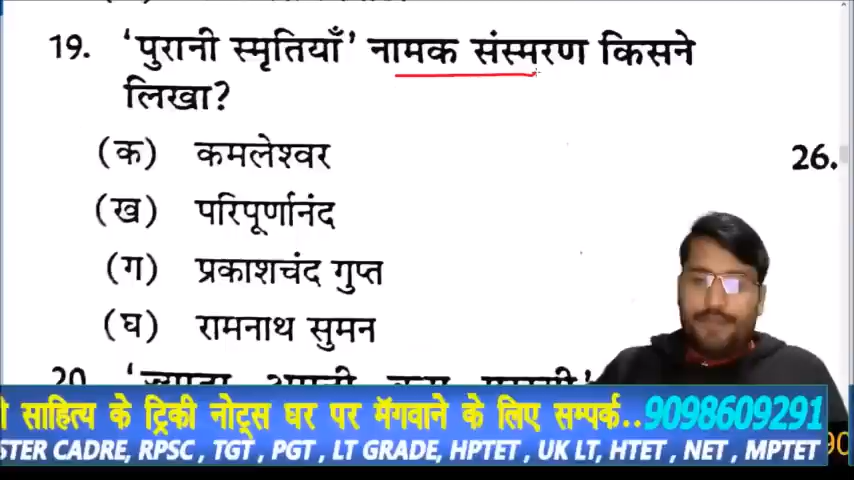 19. 'पुरानी स्मृतियाँ' नामक संस्मरण किसने
लिखा?
(क) कमलेश्वर
(ख) परिपूर्णानंद
(ग) प्रकाशचंद गुप्त
(घ) रामनाथ सुमन
26.
20.
साहित्य के ट्रिकी नोट्स घर पर मँगवाने के लिए सम्पर्क..9098609291
STER CADRE, RPSC , TGT , PGT , LT GRADE, HPTET , UK LT, HTET , NET , MPTET
90